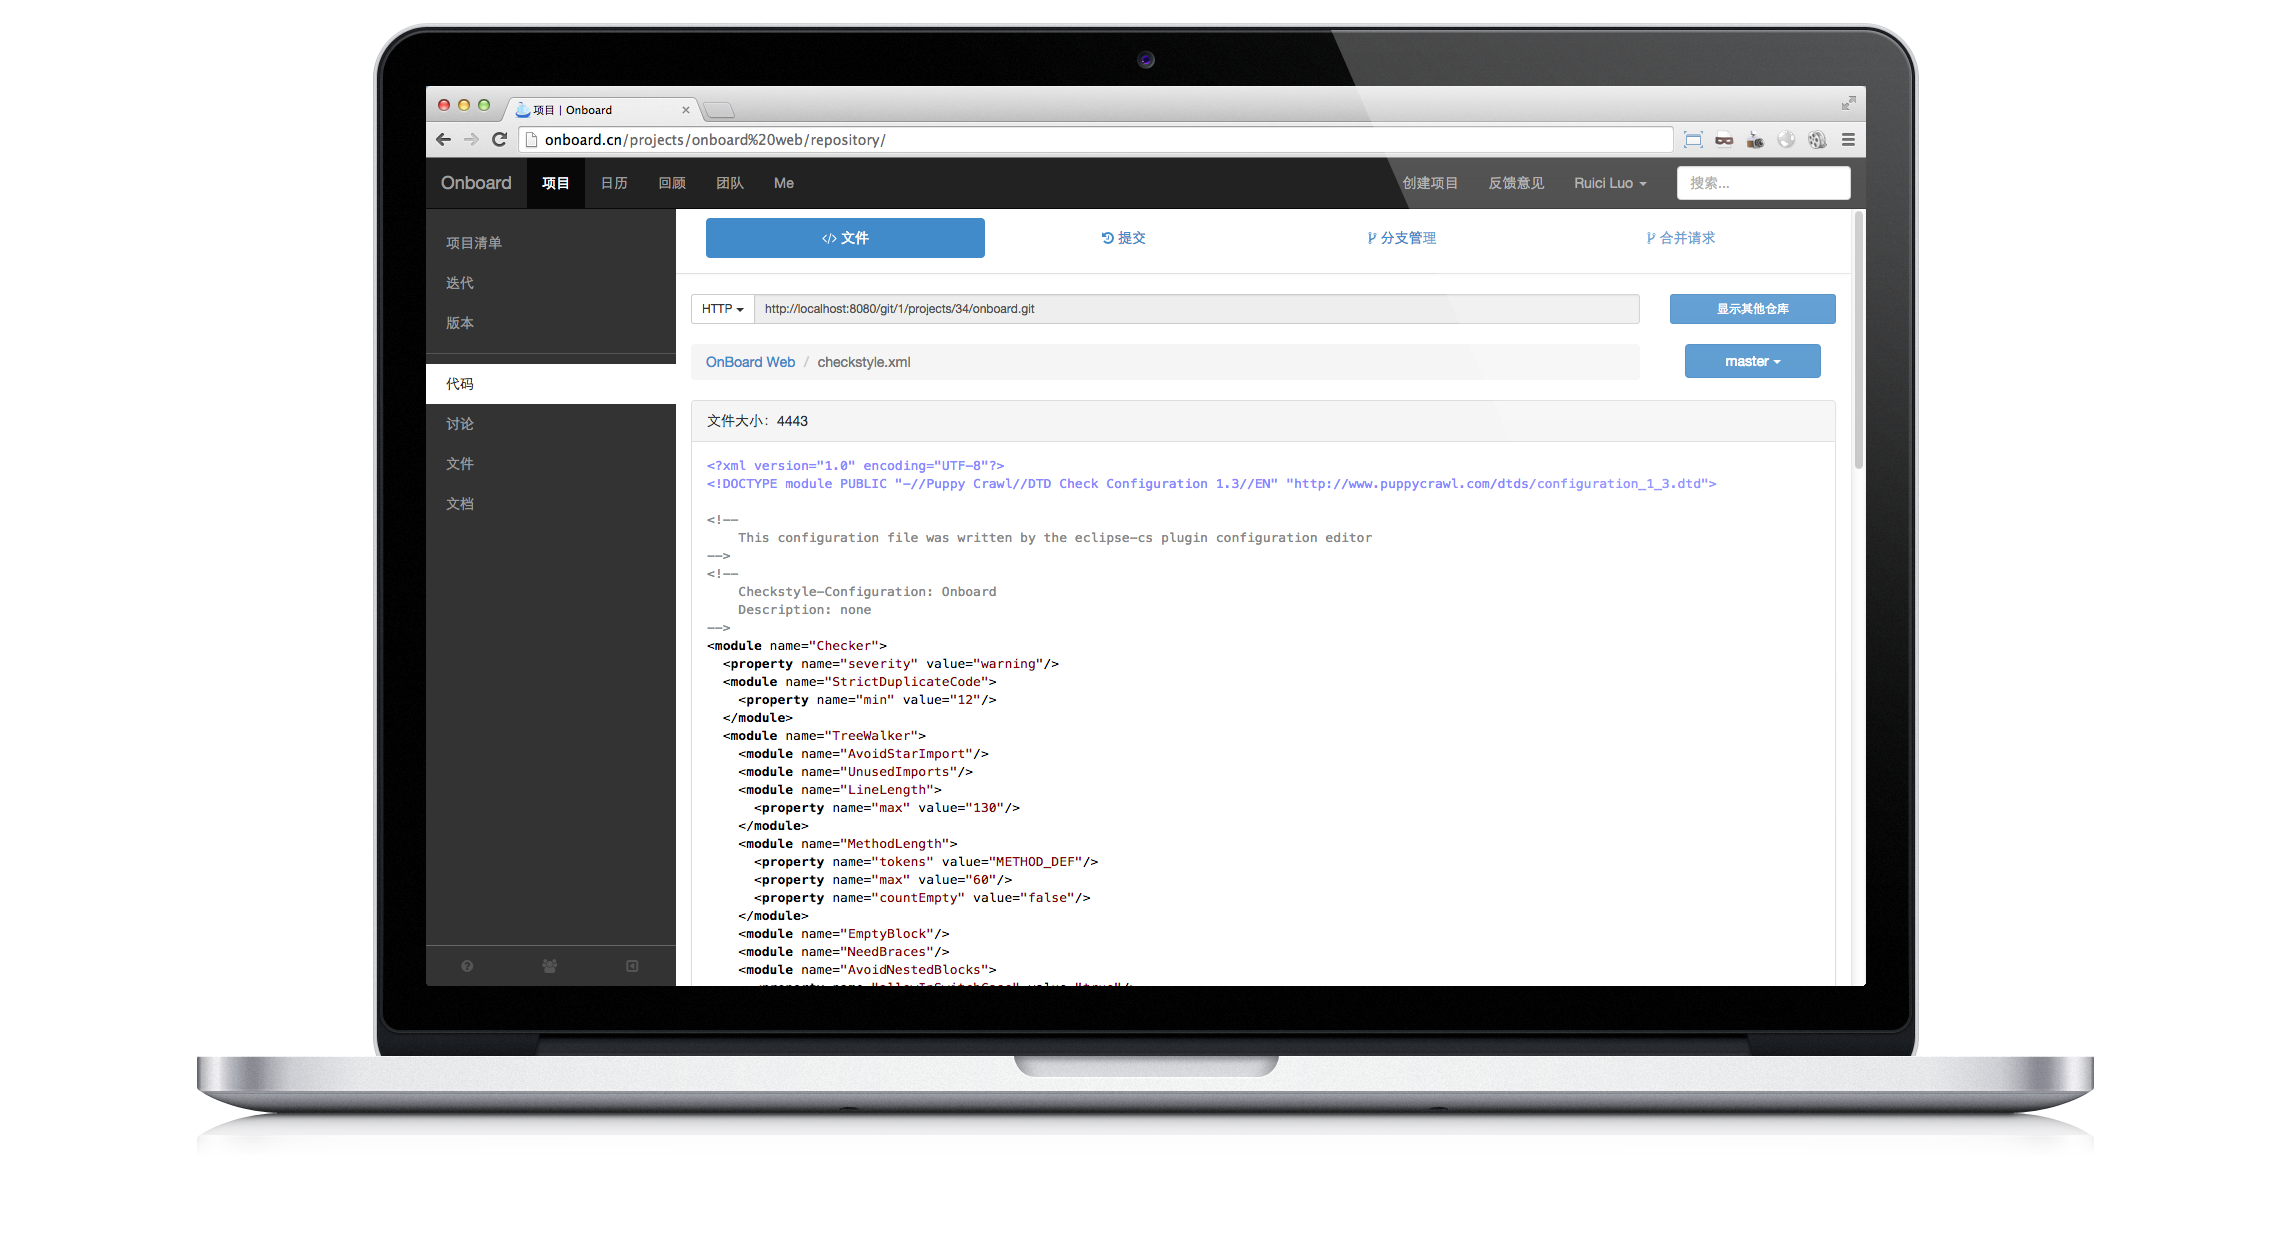 项目 | Onboard
onboard.cn/projects/onboard%20web/repository/
Onboard 项目 日历 回顾 团队 Me 创建项目 反馈意见 Ruici Luo 搜索...
项目清单
迭代
版本
代码
讨论
文件
文档
</> 文件 提交 分支管理 合并请求
HTTP http://localhost:8080/git/1/projects/34/onboard.git 显示其他仓库
OnBoard Web / checkstyle.xml master
文件大小：4443
<?xml version="1.0" encoding="UTF-8"?>
<!DOCTYPE module PUBLIC "-//Puppy Crawl//DTD Check Configuration 1.3//EN" "http://www.puppycrawl.com/dtds/configuration_1_3.dtd">
<!--
This configuration file was written by the eclipse-cs plugin configuration editor
-->
<!--
Checkstyle-Configuration: Onboard
Description: none
-->
<module name="Checker">
<property name="severity" value="warning"/>
<module name="StrictDuplicateCode">
<property name="min" value="12"/>
</module>
<module name="TreeWalker">
<module name="AvoidStarImport"/>
<module name="UnusedImports"/>
<module name="LineLength">
<property name="max" value="130"/>
</module>
<module name="MethodLength">
<property name="tokens" value="METHOD_DEF"/>
<property name="max" value="60"/>
<property name="countEmpty" value="false"/>
</module>
<module name="EmptyBlock"/>
<module name="NeedBraces"/>
<module name="AvoidNestedBlocks">
<property name="allowInSwitchCase" value="true"/>